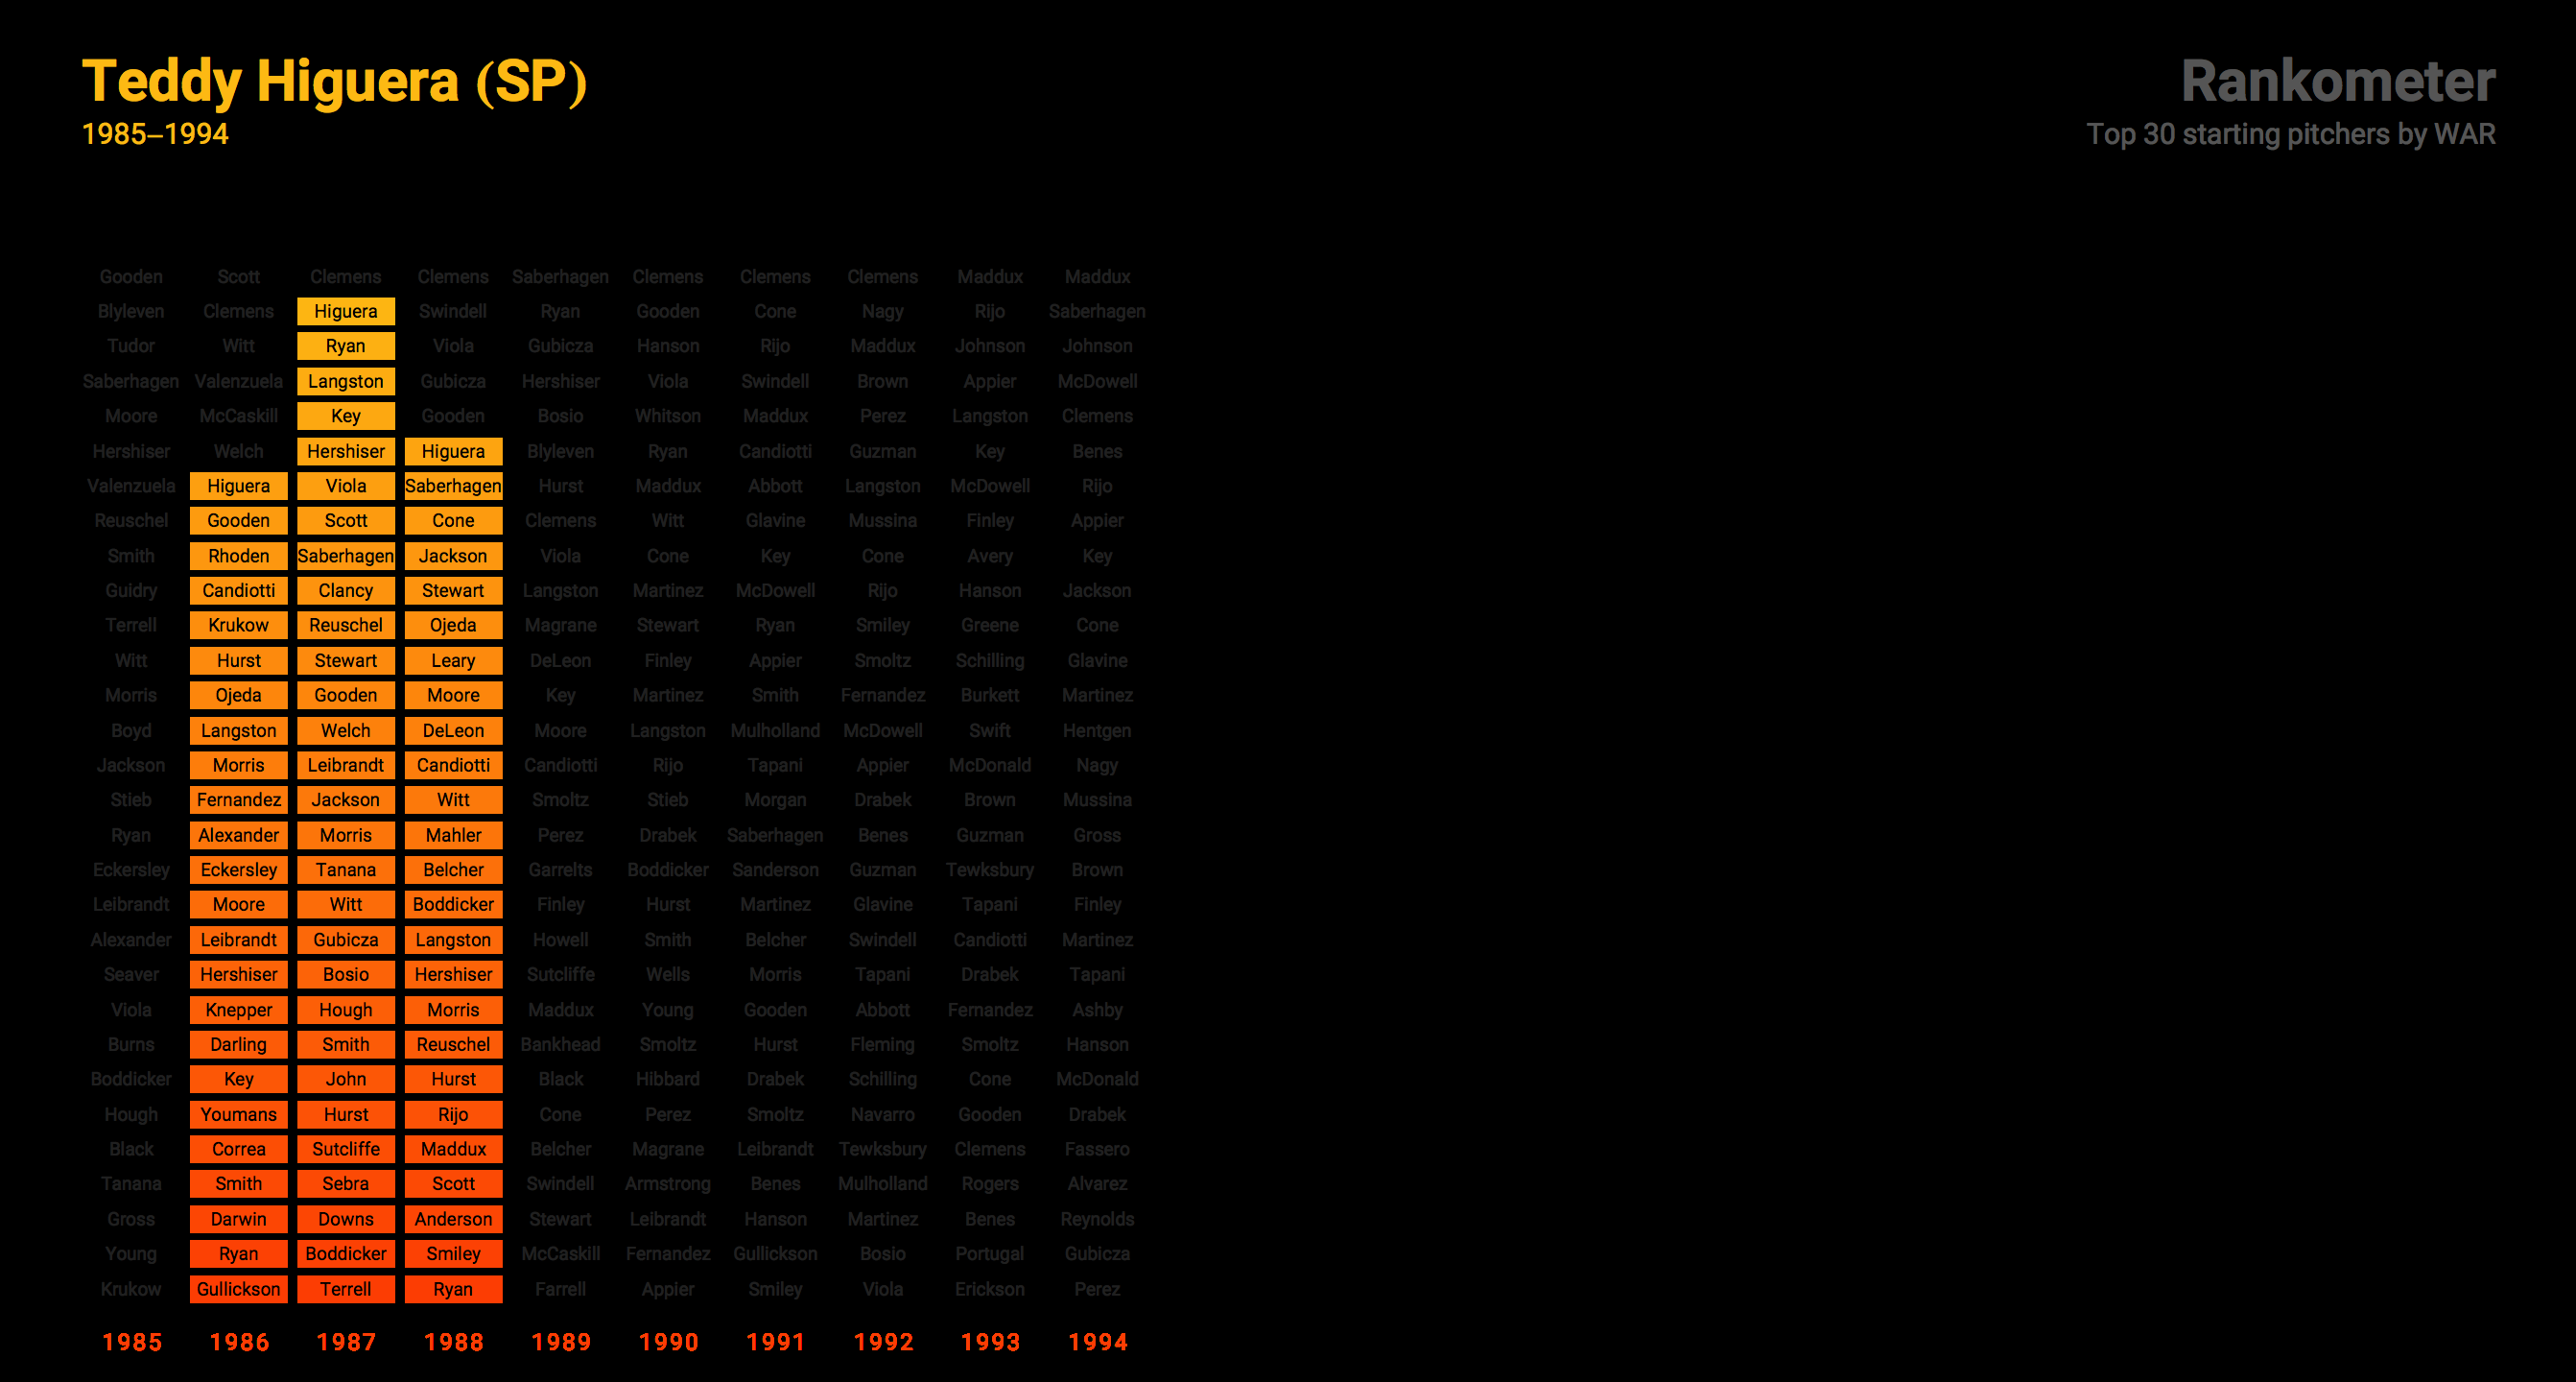 Teddy Higuera (SP)
1985–1994
Rankometer
Top 30 starting pitchers by WAR
Gooden Scott Clemens Clemens Saberhagen Clemens Clemens Clemens Maddux Maddux
Blyleven Clemens Higuera Swindell Ryan Gooden Cone Nagy Rijo Saberhagen
Tudor Witt Ryan Viola Gubicza Hanson Rijo Maddux Johnson Johnson
Saberhagen Valenzuela Langston Gubicza Hershiser Viola Swindell Brown Appier McDowell
Moore McCaskill Key Gooden Bosio Whitson Maddux Perez Langston Clemens
Hershiser Welch Hershiser Higuera Blyleven Ryan Candiotti Guzman Key Benes
Valenzuela Higuera Viola Saberhagen Hurst Maddux Abbott Langston McDowell Rijo
Reuschel Gooden Scott Cone Clemens Witt Glavine Mussina Finley Appier
Smith Rhoden Saberhagen Jackson Viola Cone Key Cone Avery Key
Guidry Candiotti Clancy Stewart Langston Martinez McDowell Rijo Hanson Jackson
Terrell Krukow Reuschel Ojeda Magrane Stewart Ryan Smiley Greene Cone
Witt Hurst Stewart Leary DeLeon Finley Appier Smoltz Schilling Glavine
Morris Ojeda Gooden Moore Key Martinez Smith Fernandez Burkett Martinez
Boyd Langston Welch DeLeon Moore Langston Mulholland McDowell Swift Hentgen
Jackson Morris Leibrandt Candiotti Candiotti Rijo Tapani Appier McDonald Nagy
Stieb Fernandez Jackson Witt Smoltz Stieb Morgan Drabek Brown Mussina
Ryan Alexander Morris Mahler Perez Drabek Saberhagen Benes Guzman Gross
Eckersley Eckersley Tanana Belcher Garrelts Boddicker Sanderson Guzman Tewksbury Brown
Leibrandt Moore Witt Boddicker Finley Hurst Martinez Glavine Tapani Finley
Alexander Leibrandt Gubicza Langston Howell Smith Belcher Swindell Candiotti Martinez
Seaver Hershiser Bosio Hershiser Sutcliffe Wells Morris Tapani Drabek Tapani
Viola Knepper Hough Morris Maddux Young Gooden Abbott Fernandez Ashby
Burns Darling Smith Reuschel Bankhead Smoltz Hurst Fleming Smoltz Hanson
Boddicker Key John Hurst Black Hibbard Drabek Schilling Cone McDonald
Hough Youmans Hurst Rijo Cone Perez Smoltz Navarro Gooden Drabek
Black Correa Sutcliffe Maddux Belcher Magrane Leibrandt Tewksbury Clemens Fassero
Tanana Smith Sebra Scott Swindell Armstrong Benes Mulholland Rogers Alvarez
Gross Darwin Downs Anderson Stewart Leibrandt Hanson Martinez Benes Reynolds
Young Ryan Boddicker Smiley McCaskill Fernandez Gullickson Bosio Portugal Gubicza
Krukow Gullickson Terrell Ryan Farrell Appier Smiley Viola Erickson Perez
1985 1986 1987 1988 1989 1990 1991 1992 1993 1994